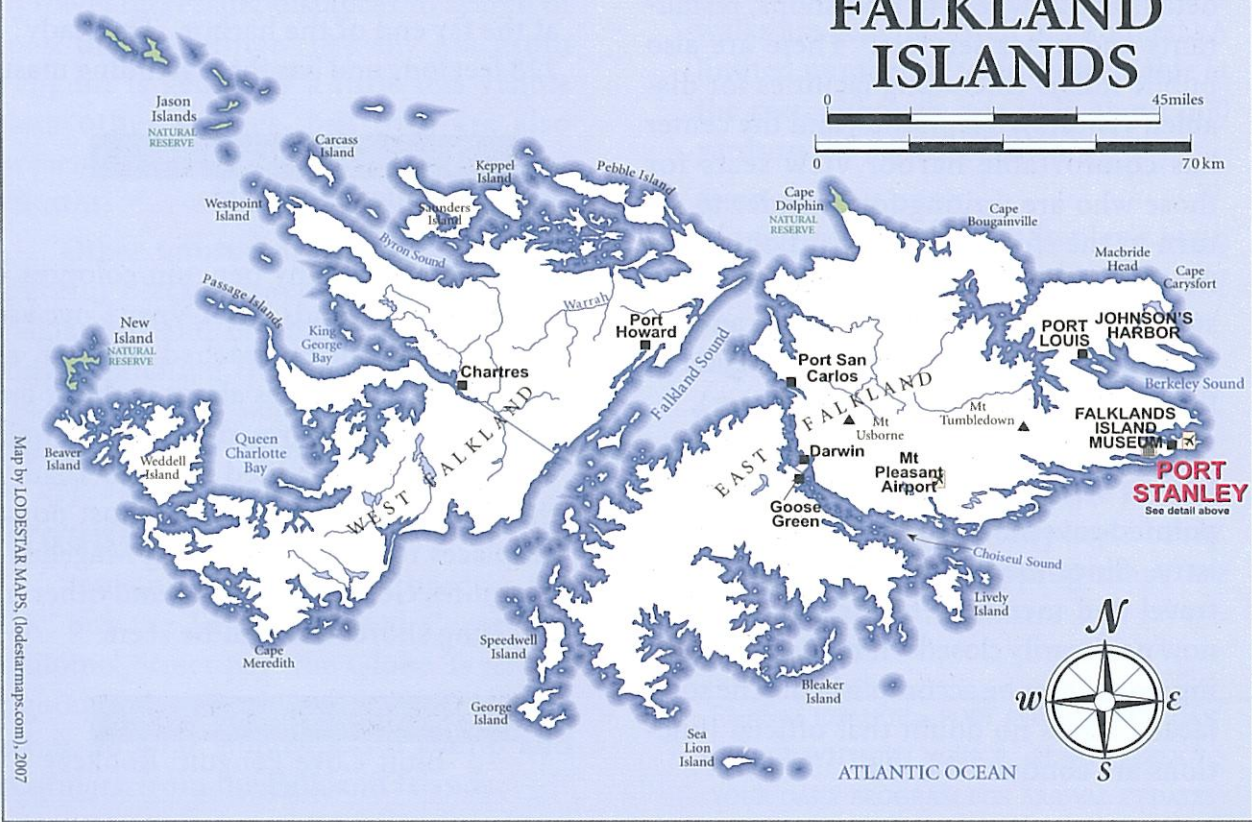 FALKLAND
ISLANDS
0
45miles
0
70km
Jason
Islands
NATURAL
RESERVE
Carcass
Island
Keppel
Island
Pebble Island
Westpoint
Island
Saunders
Island
Byron Sound
Cape
Dolphin
NATURAL
RESERVE
Cape
Bougainville
Macbride
Head
Cape
Carysfort
Passage Islands
King
George
Bay
Warrah
Port
Howard
New
Island
NATURAL
RESERVE
Falkland Sound
PORT
LOUIS
JOHNSON'S
HARBOR
Chartres
Port San
Carlos
Berkeley Sound
WEST FALKLAND
EAST FALKLAND
Mt
Usborne
Mt
Tumbledown
FALKLANDS
ISLAND
MUSEUM
Beaver
Island
Weddell
Island
Queen
Charlotte
Bay
Darwin
Mt
Pleasant
Airport
PORT
STANLEY
See detail above
Goose
Green
Choiseul Sound
Lively
Island
Cape
Meredith
Speedwell
Island
George
Island
Bleaker
Island
Sea
Lion
Island
ATLANTIC OCEAN
N
W
E
S
Map by LODESTAR MAPS, (lodestarmaps.com), 2007